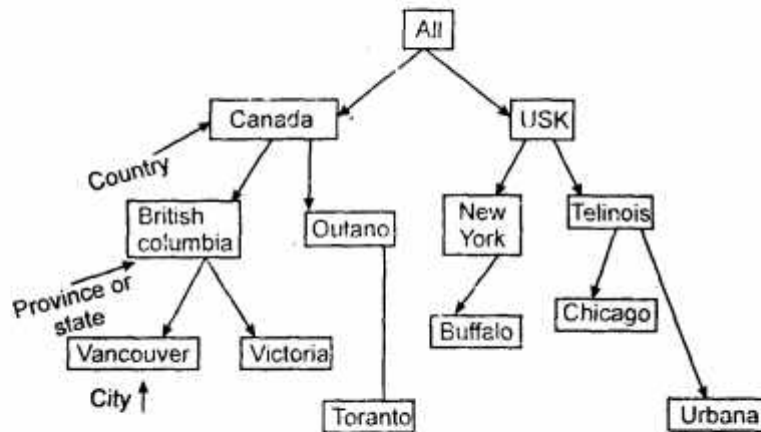 All
Canada
USK
Country
British
columbia
Outano
New
York
Telinois
Province or
state
Vancouver
Victoria
Buffalo
Chicago
City
Toranto
Urbana